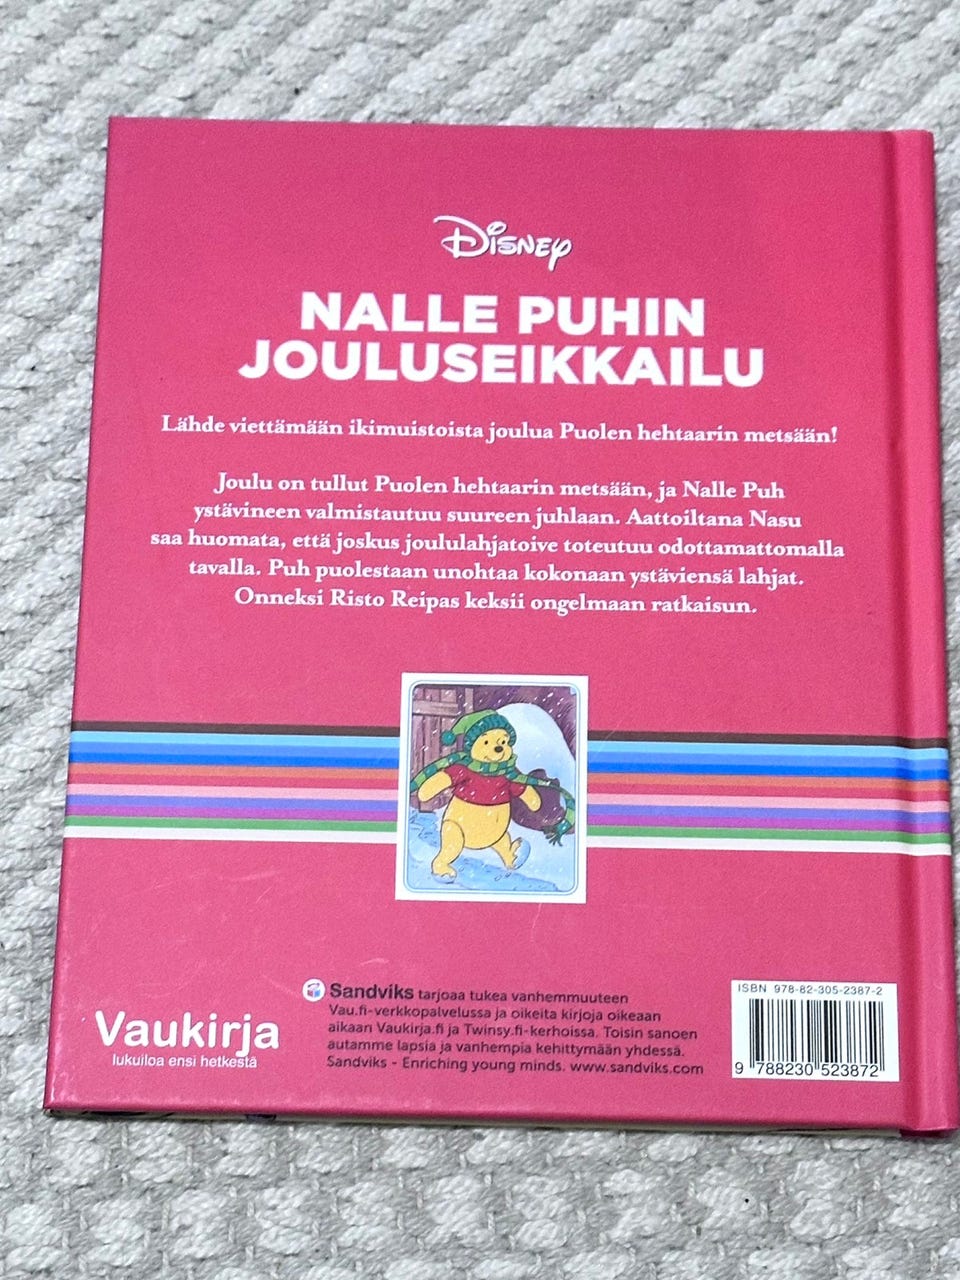 Disney
NALLE PUHIN
JOULUSEIKKAILU
Lähde viettämään ikimuistoista joulua Puolen hehtaarin metsään!
Joulu on tullut Puolen hehtaarin metsään, ja Nalle Puh
ystävineen valmistautuu suureen juhlaan. Aattoiltana Nasu
saa huomata, että joskus joululahjatoive toteutuu odottamattomalla
tavalla. Puh puolestaan unohtaa kokonaan ystäviensä lahjat.
Onneksi Risto Reipas keksii ongelmaan ratkaisun.
Vaukirja
lukuiloa ensi hetkestä
Sandviks tarjoaa tukea vanhemmuuteen
Vau.fi-verkkopalvelussa ja oikeita kirjoja oikeaan
aikaan Vaukirja.fi ja Twinsy.fi-kerhoissa. Toisin sanoen
autamme lapsia ja vanhempia kehittymään yhdessä.
Sandviks - Enriching young minds. www.sandviks.com
ISBN 978-82-305-2387-2
9 788230 523872